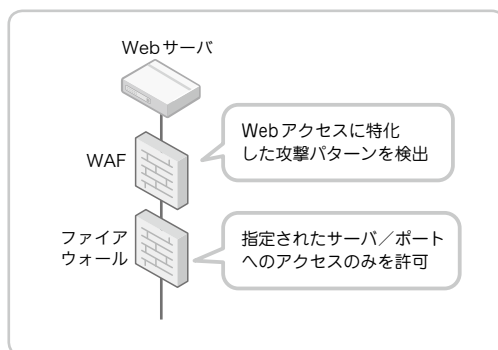 Webサーバ
WAF
Webアクセスに特化
した攻撃パターンを検出
ファイア
ウォール
指定されたサーバ／ポート
へのアクセスのみを許可